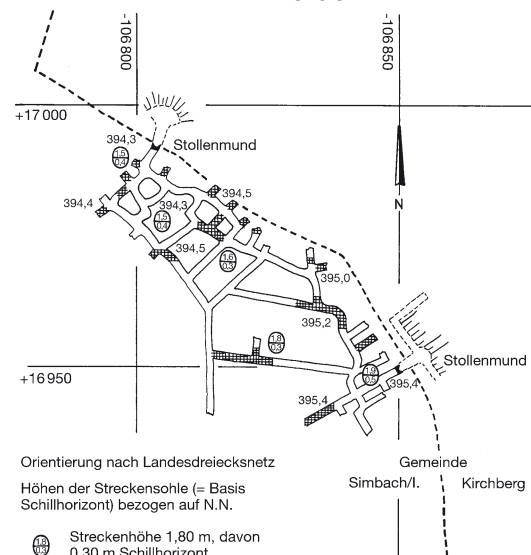 -106 800
-106 850
+17 000
394,3
Stollenmund
1,5
0,4
394,4
394,3
394,5
1,5
0,4
394,5
1,6
0,3
395,0
395,2
1,8
0,3
Stollenmund
+16 950
1,9
0,5
395,4
395,4
N
Orientierung nach Landesdreiecksnetz
Gemeinde
Simbach/I. Kirchberg
Höhen der Streckensohle (= Basis
Schillhorizont) bezogen auf N.N.
1,8
0,3
Streckenhöhe 1,80 m, davon
0,30 m Schillhorizont